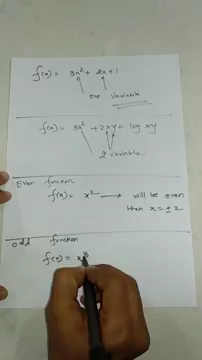 f(x) = 3x² + 2x + 1
one variable
f(x) = 3x² + 2xy + log xy
2 variable
Even function
f(x) = x² → will be even
then x = ± 2
odd function
f(x) = x³